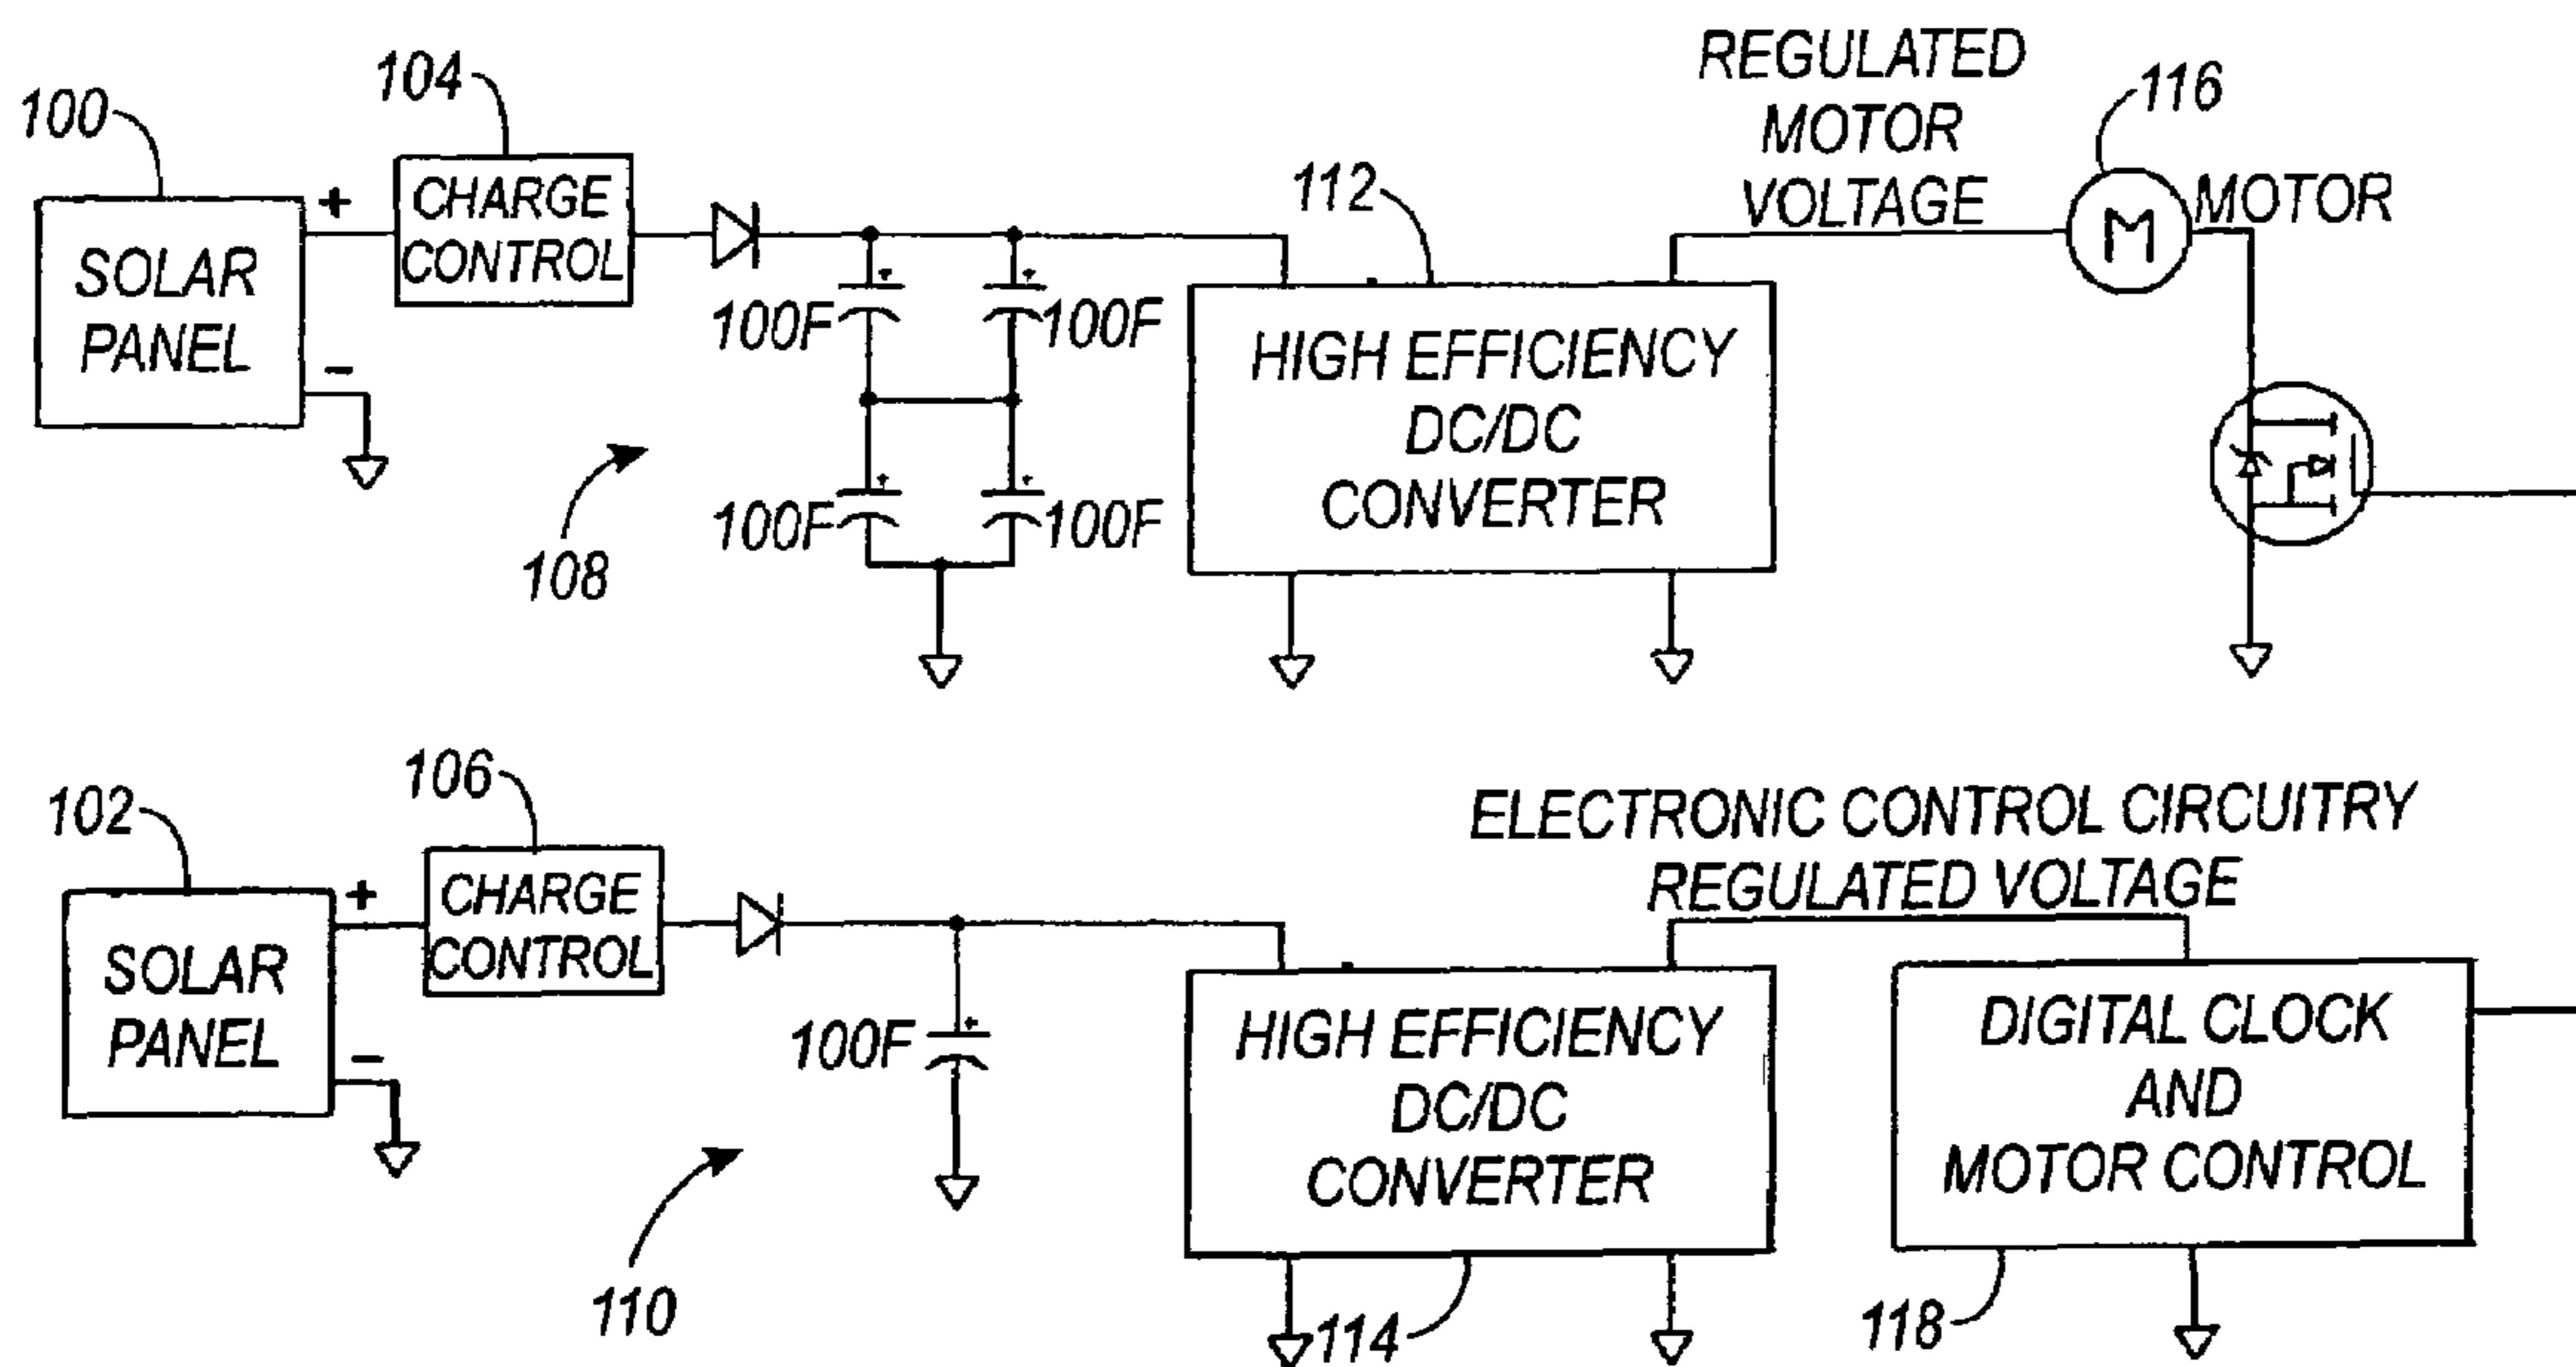 REGULATED
MOTOR
VOLTAGE
100
104
112
116
SOLAR
PANEL
+
-
CHARGE
CONTROL
+
+
100F
100F
+
+
100F
100F
108
HIGH EFFICIENCY
DC/DC
CONVERTER
M
MOTOR
102
106
SOLAR
PANEL
+
-
CHARGE
CONTROL
+
100F
110
HIGH EFFICIENCY
DC/DC
CONVERTER
114
ELECTRONIC CONTROL CIRCUITRY
REGULATED VOLTAGE
DIGITAL CLOCK
AND
MOTOR CONTROL
118